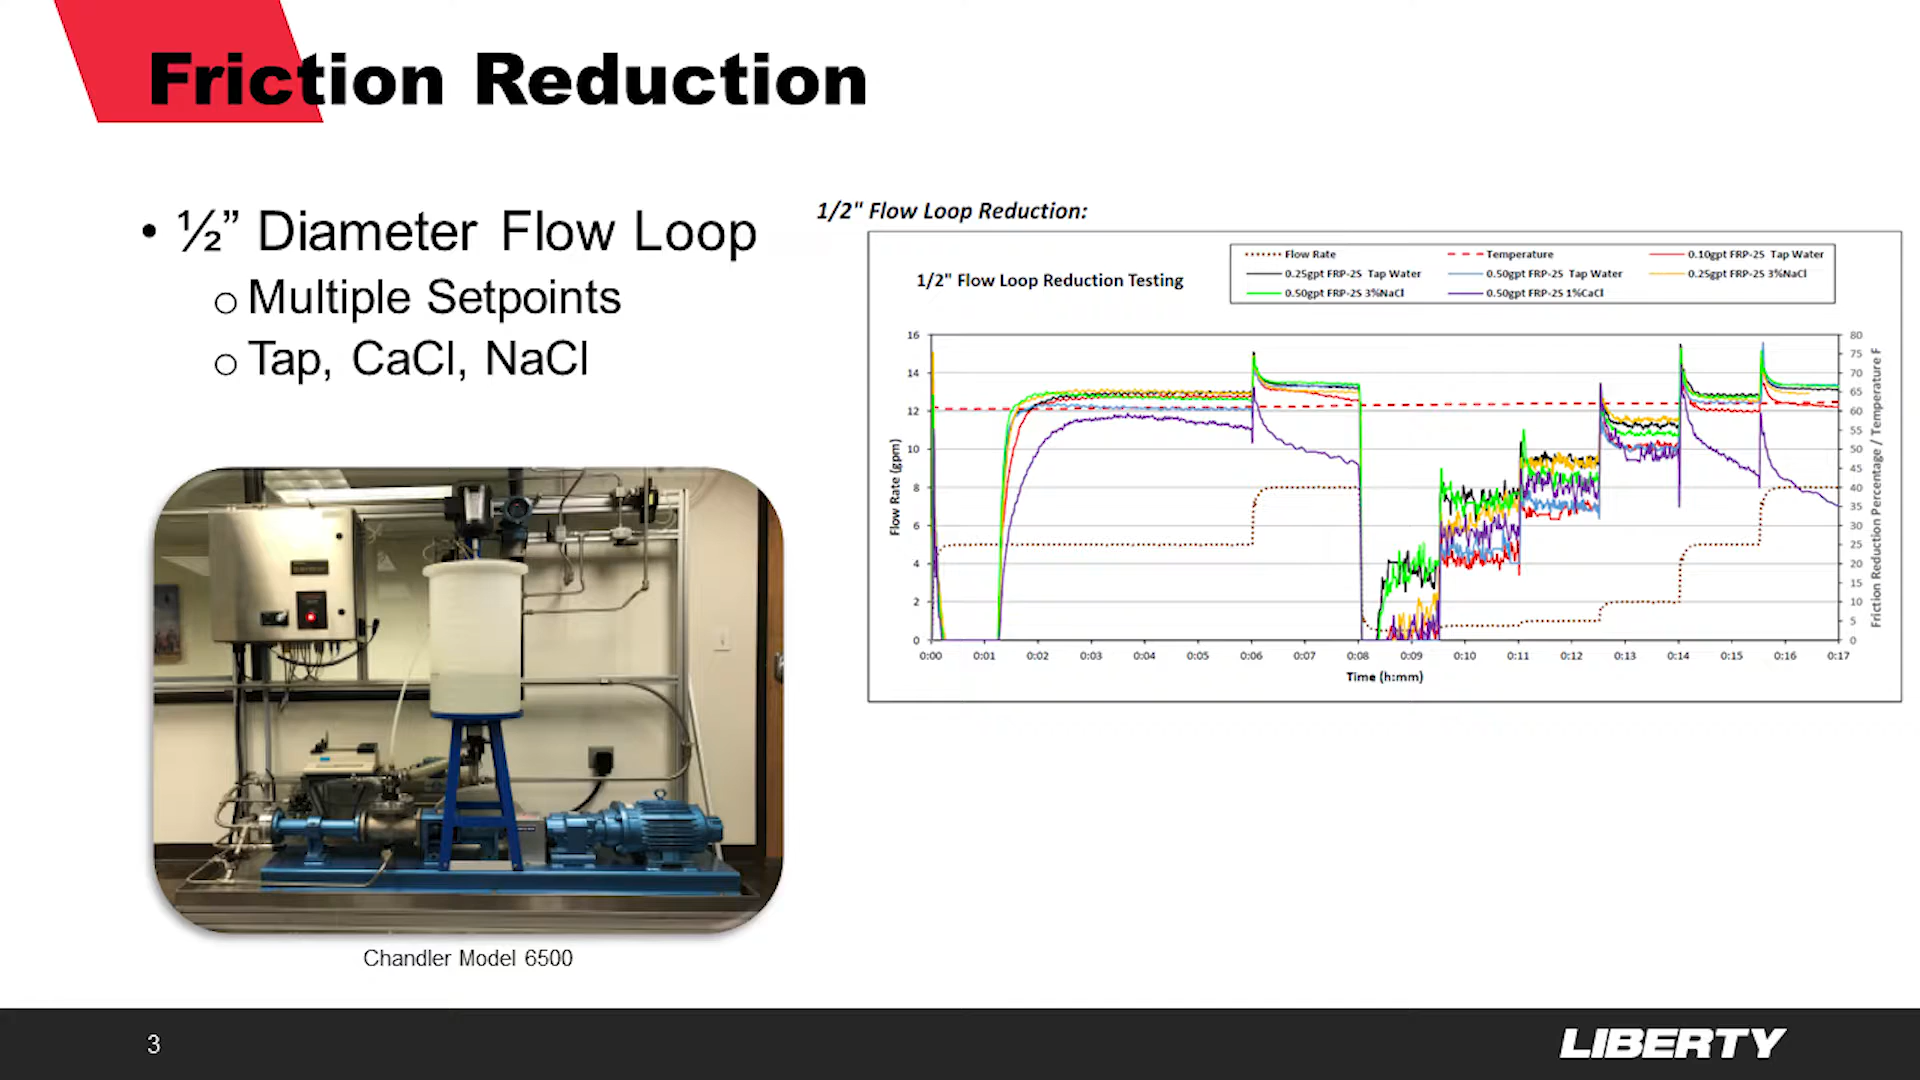 Friction Reduction
• ½” Diameter Flow Loop
o Multiple Setpoints
o Tap, CaCl, NaCl
Chandler Model 6500
1/2" Flow Loop Reduction:
1/2" Flow Loop Reduction Testing
Flow Rate
Temperature
0.10gpt FRP-2S Tap Water
0.25gpt FRP-2S Tap Water
0.50gpt FRP-2S Tap Water
0.25gpt FRP-2S 3%NaCl
0.50gpt FRP-2S 3%NaCl
0.50gpt FRP-2S 1%CaCl
Flow Rate (gpm)
16
14
12
10
8
6
4
2
0
80
75
70
65
60
55
50
45
40
35
30
25
20
15
10
5
0
Friction Reduction Percentage / Temperature F
0:00 0:01 0:02 0:03 0:04 0:05 0:06 0:07 0:08 0:09 0:10 0:11 0:12 0:13 0:14 0:15 0:16 0:17
Time (h:mm)
3
LIBERTY